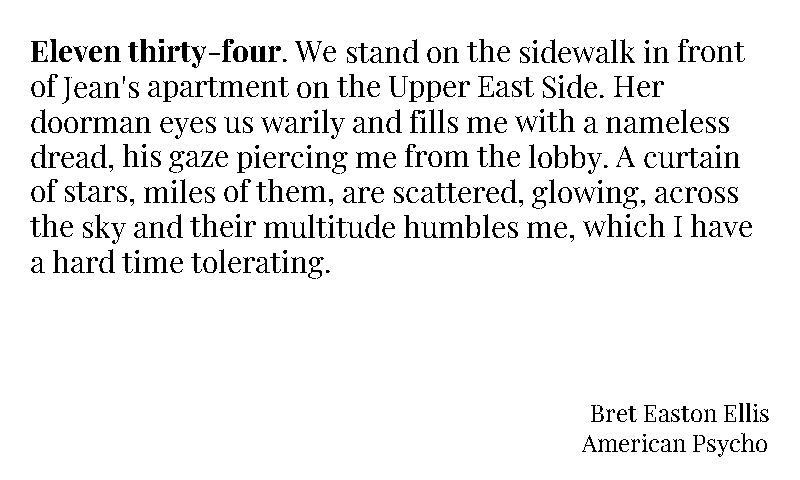 Eleven thirty-four. We stand on the sidewalk in front
of Jean's apartment on the Upper East Side. Her
doorman eyes us warily and fills me with a nameless
dread, his gaze piercing me from the lobby. A curtain
of stars, miles of them, are scattered, glowing, across
the sky and their multitude humbles me, which I have
a hard time tolerating.
Bret Easton Ellis
American Psycho